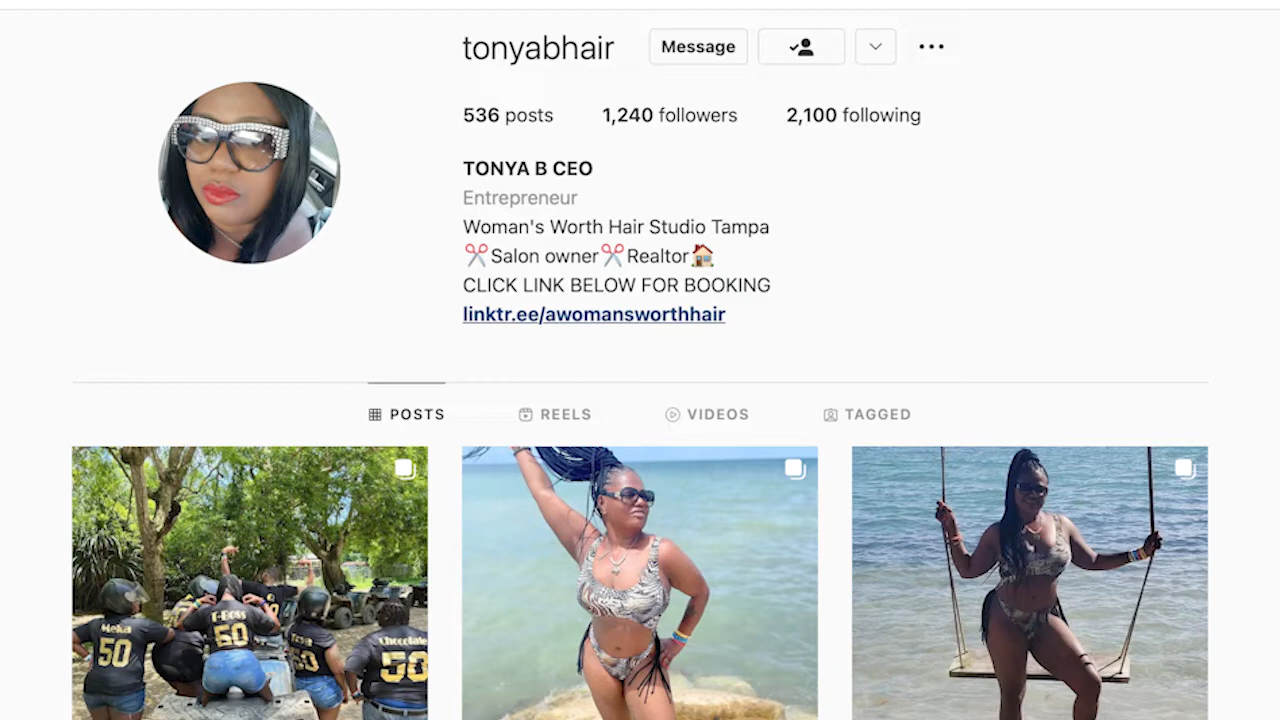 tonyabhair Message
536 posts 1,240 followers 2,100 following
TONYA B CEO
Entrepreneur
Woman's Worth Hair Studio Tampa
✂️Salon owner✂️Realtor🏠
CLICK LINK BELOW FOR BOOKING
linktr.ee/awomansworthhair
POSTS REELS VIDEOS TAGGED
Meka
50
T-Boss
50
50
Chocolate
50